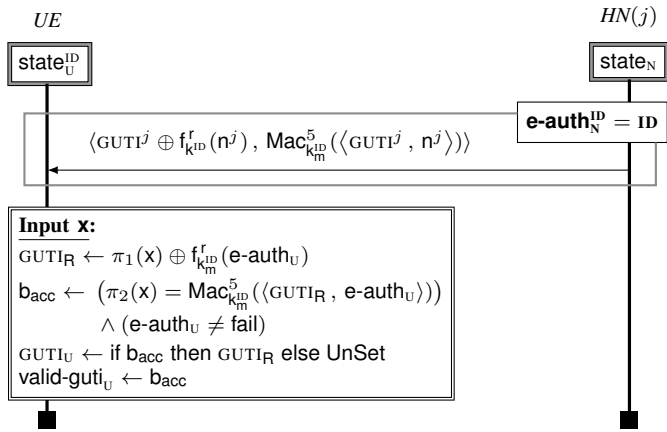 UE HN(j)
state_U^ID state_N
e-auth_N^ID = ID
⟨GUTI^j ⊕ f^r_{k^ID}(n^j) , Mac^5_{k_m^ID}(⟨GUTI^j , n^j⟩)⟩
Input x:
GUTI_R ← π_1(x) ⊕ f^r_{k_m^ID}(e-auth_U)
b_acc ← (π_2(x) = Mac^5_{k_m^ID}(⟨GUTI_R , e-auth_U⟩))
∧ (e-auth_U ≠ fail)
GUTI_U ← if b_acc then GUTI_R else UnSet
valid-guti_U ← b_acc